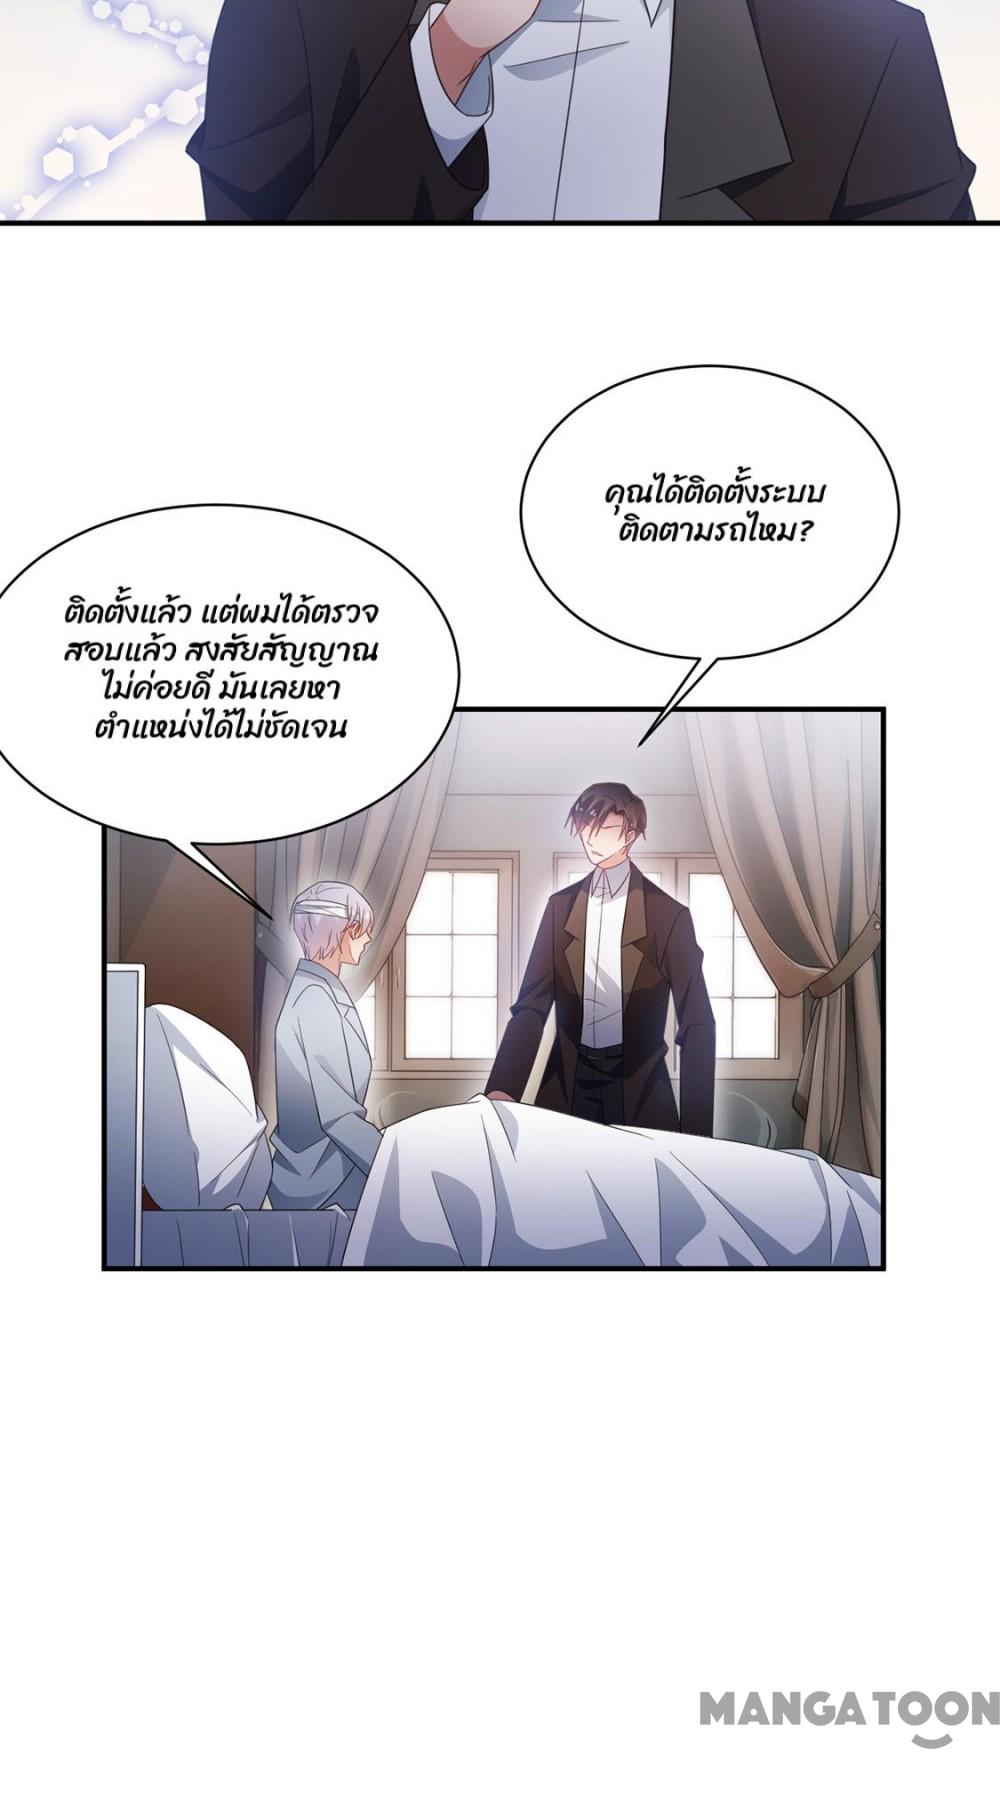 คุณได้ติดตั้งระบบ
ติดตามรถไหม?
ติดตั้งแล้ว แต่ผมได้ตรวจ
สอบแล้ว สงสัยสัญญาณ
ไม่ค่อยดี มันเลยหา
ตำแหน่งได้ไม่ชัดเจน
MANGATOON